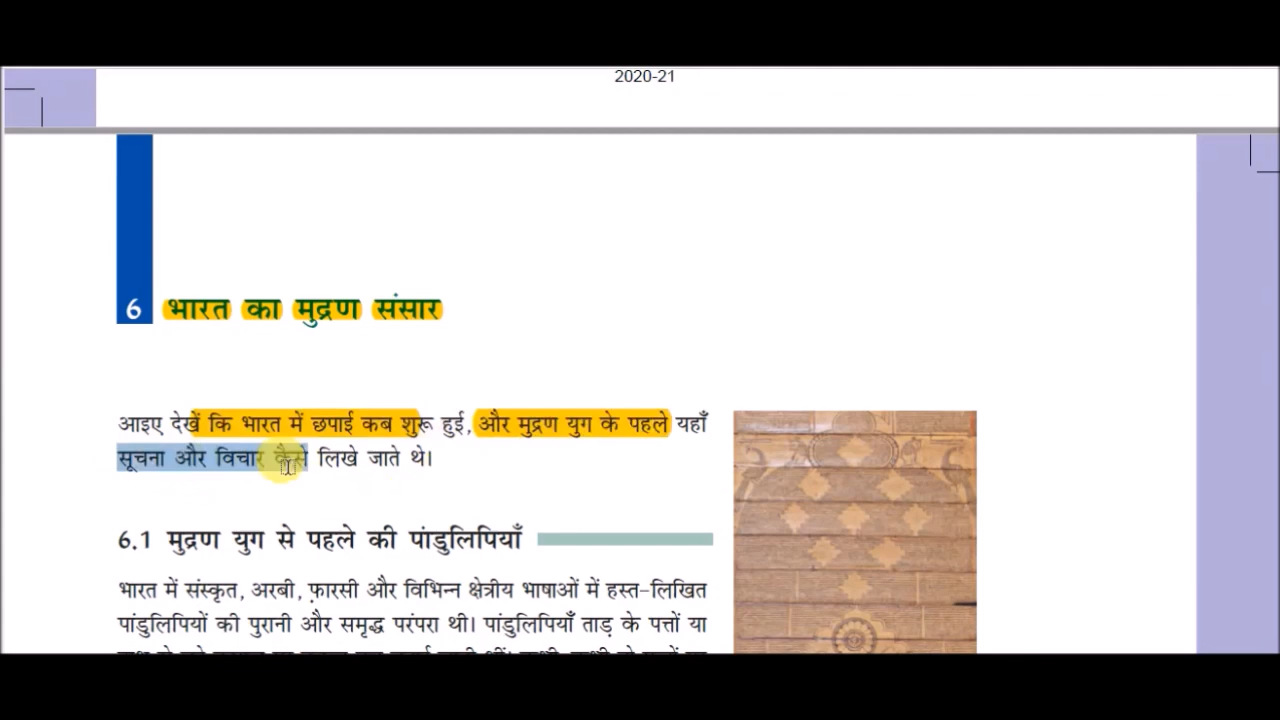 2020-21
6 भारत का मुद्रण संसार
आइए देखें कि भारत में छपाई कब शुरू हुई, और मुद्रण युग के पहले यहाँ
सूचना और विचार कैसे लिखे जाते थे।
6.1 मुद्रण युग से पहले की पांडुलिपियाँ
भारत में संस्कृत, अरबी, फ़ारसी और विभिन्न क्षेत्रीय भाषाओं में हस्त-लिखित
पांडुलिपियों की पुरानी और समृद्ध परंपरा थी। पांडुलिपियाँ ताड़ के पत्तों या